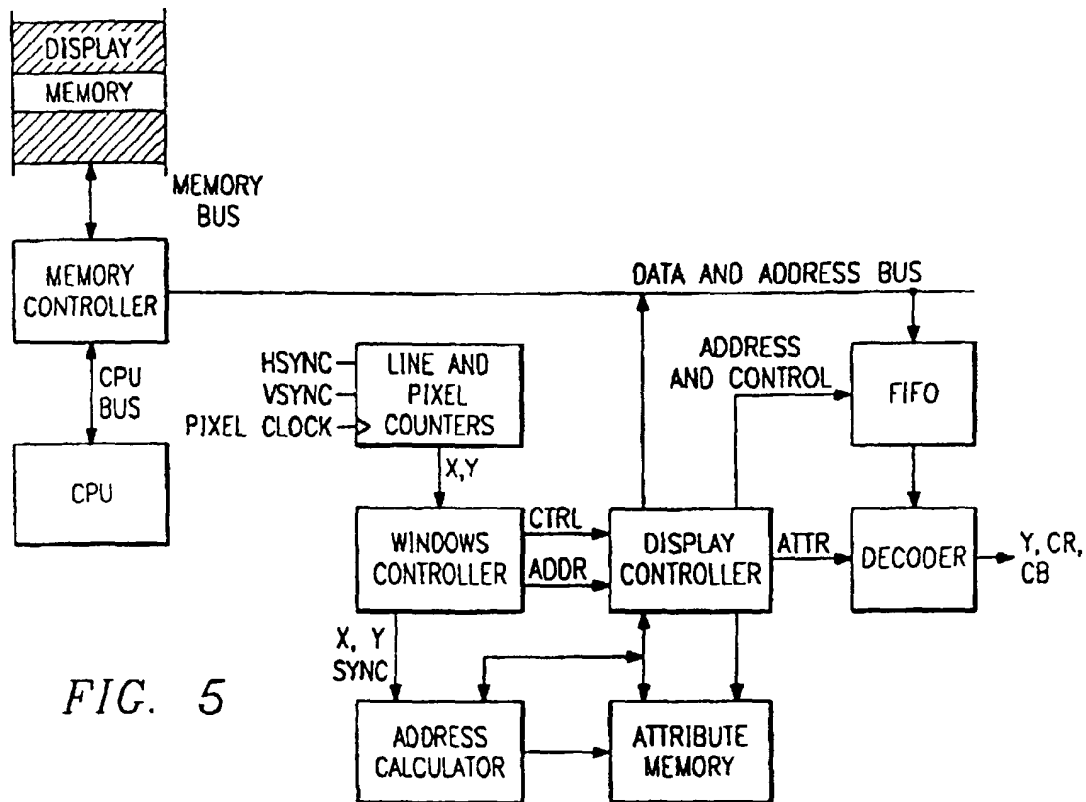 DISPLAY
MEMORY
MEMORY
BUS
MEMORY
CONTROLLER
DATA AND ADDRESS BUS
CPU
BUS
CPU
HSYNC
VSYNC
PIXEL CLOCK
LINE AND
PIXEL
COUNTERS
X,Y
ADDRESS
AND CONTROL
FIFO
WINDOWS
CONTROLLER
CTRL
ADDR
DISPLAY
CONTROLLER
ATTR
DECODER
Y, CR,
CB
X, Y
SYNC
ADDRESS
CALCULATOR
ATTRIBUTE
MEMORY
FIG. 5